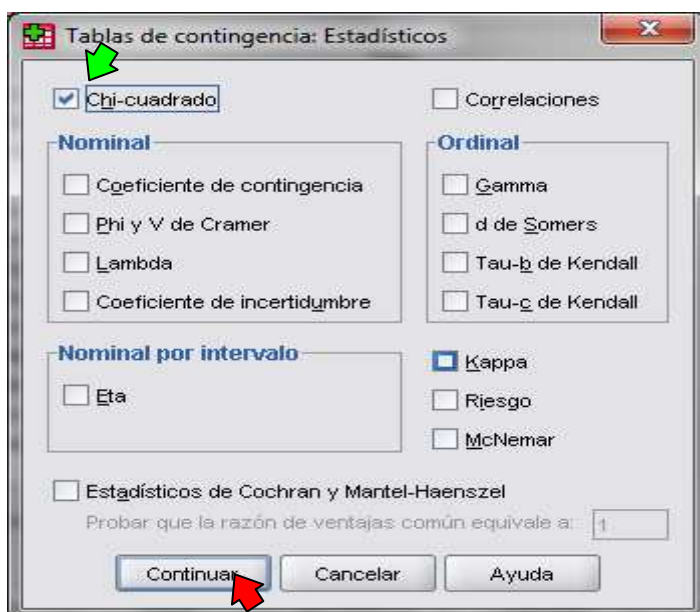 Tablas de contingencia: Estadísticos
Chi-cuadrado
Correlaciones
Nominal
Coeficiente de contingencia
Phi y V de Cramer
Lambda
Coeficiente de incertidumbre
Ordinal
Gamma
d de Somers
Tau-b de Kendall
Tau-c de Kendall
Nominal por intervalo
Eta
Kappa
Riesgo
McNemar
Estadísticos de Cochran y Mantel-Haenszel
Probar que la razón de ventajas común equivale a: 1
Continuar Cancelar Ayuda